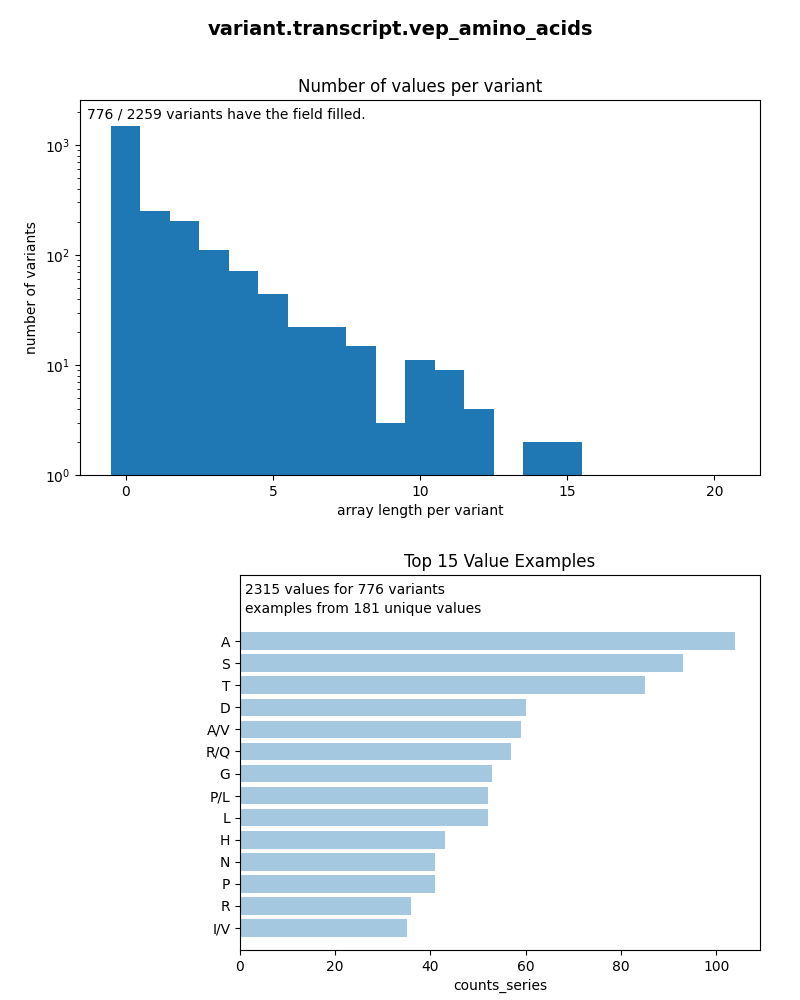 variant.transcript.vep_amino_acids
Number of values per variant
776 / 2259 variants have the field filled.
number of variants
10³
10²
10¹
10⁰
0 5 10 15 20
array length per variant
Top 15 Value Examples
2315 values for 776 variants
examples from 181 unique values
A
S
T
D
A/V
R/Q
G
P/L
L
H
N
P
R
I/V
0 20 40 60 80 100
counts_series